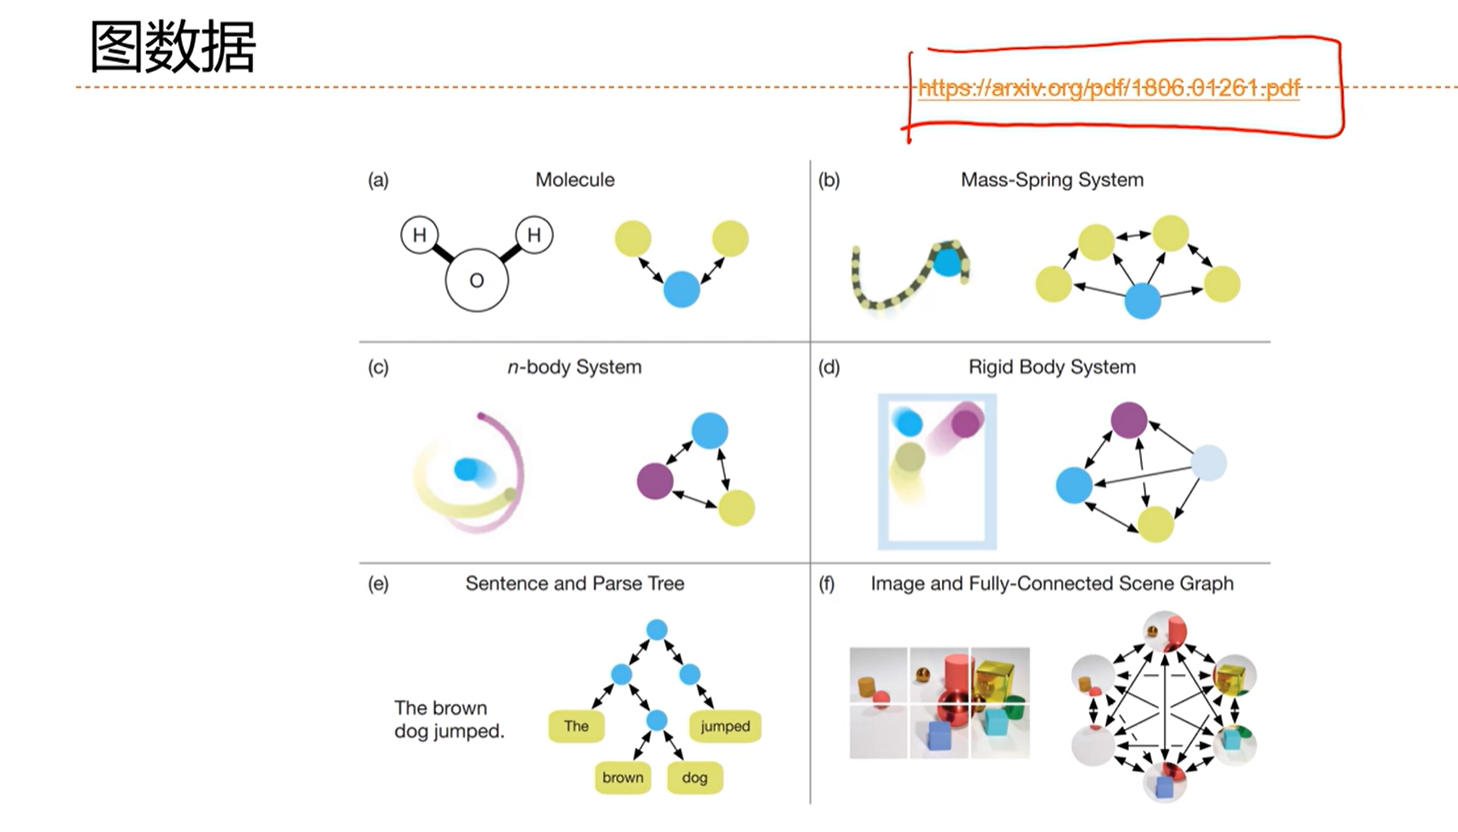 图数据
https://arxiv.org/pdf/1806.01261.pdf
(a) Molecule
H H
O
(b) Mass-Spring System
(c) n-body System
(d) Rigid Body System
(e) Sentence and Parse Tree
The brown
dog jumped.
The jumped
brown dog
(f) Image and Fully-Connected Scene Graph